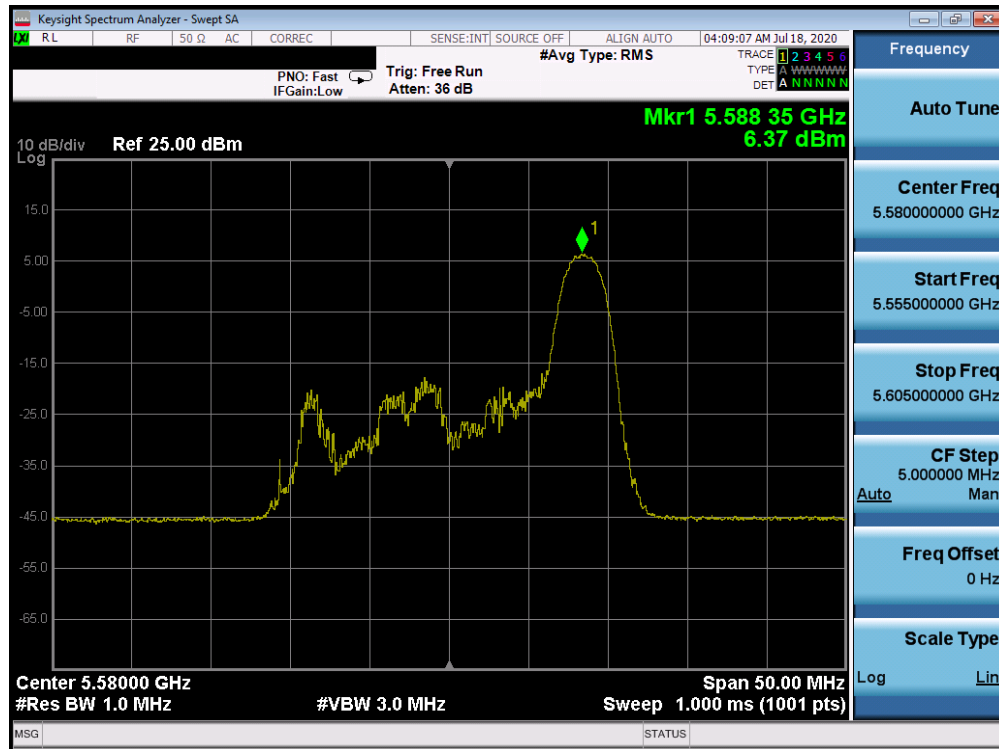 Keysight Spectrum Analyzer - Swept SA
LXI RL RF 50 Ω AC CORREC SENSE:INT SOURCE OFF ALIGN AUTO 04:09:07 AM Jul 18, 2020
#Avg Type: RMS
TRACE 1 2 3 4 5 6
PNO: Fast Trig: Free Run
TYPE A WWWWW
IFGain:Low Atten: 36 dB
DET A N N N N N
Mkr1 5.588 35 GHz
6.37 dBm
10 dB/div Ref 25.00 dBm
Log
1
15.0
5.00
-5.00
-15.0
-25.0
-35.0
-45.0
-55.0
-65.0
Center 5.58000 GHz Span 50.00 MHz
#Res BW 1.0 MHz #VBW 3.0 MHz Sweep 1.000 ms (1001 pts)
MSG STATUS
Frequency
Auto Tune
Center Freq
5.580000000 GHz
Start Freq
5.555000000 GHz
Stop Freq
5.605000000 GHz
CF Step
5.000000 MHz
Auto Man
Freq Offset
0 Hz
Scale Type
Log Lin